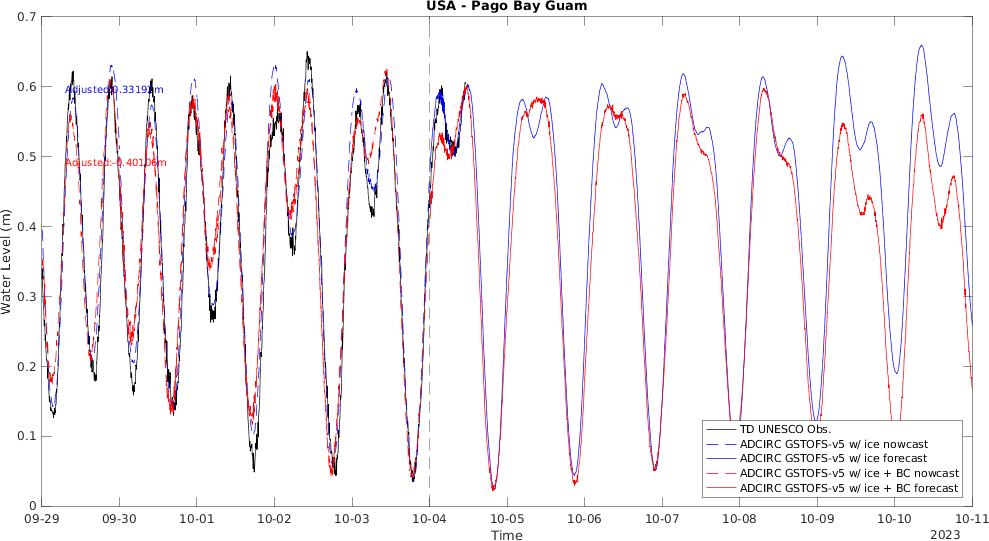 USA - Pago Bay Guam
0.7
0.6
0.5
0.4
0.3
0.2
0.1
0
Water Level (m)
Adjusted:0.33192m
Adjusted:-0.40106m
TD UNESCO Obs.
ADCIRC GSTOFS-v5 w/ ice nowcast
ADCIRC GSTOFS-v5 w/ ice forecast
ADCIRC GSTOFS-v5 w/ ice + BC nowcast
ADCIRC GSTOFS-v5 w/ ice + BC forecast
09-29 09-30 10-01 10-02 10-03 10-04 10-05 10-06 10-07 10-08 10-09 10-10 10-11
Time
2023